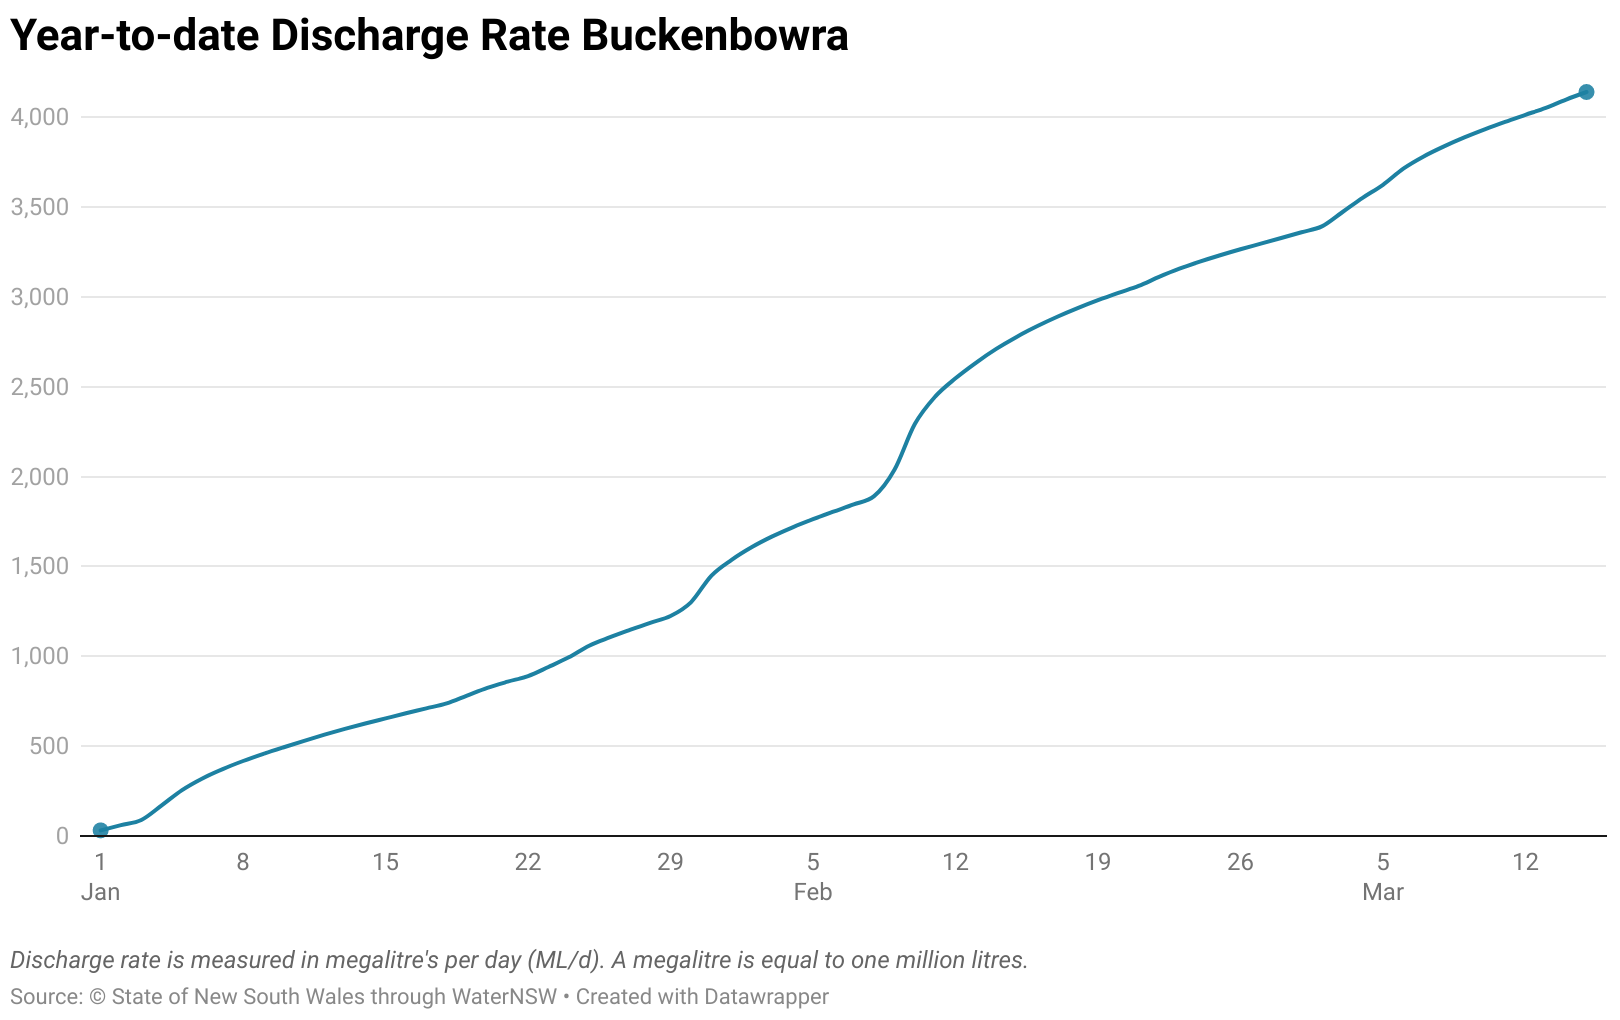 Year-to-date Discharge Rate Buckenbowra
4,000
3,500
3,000
2,500
2,000
1,500
1,000
500
0
1 8 15 22 29 5 12 19 26 5 12
Jan Feb Mar
Discharge rate is measured in megalitre's per day (ML/d). A megalitre is equal to one million litres.
Source: © State of New South Wales through WaterNSW • Created with Datawrapper